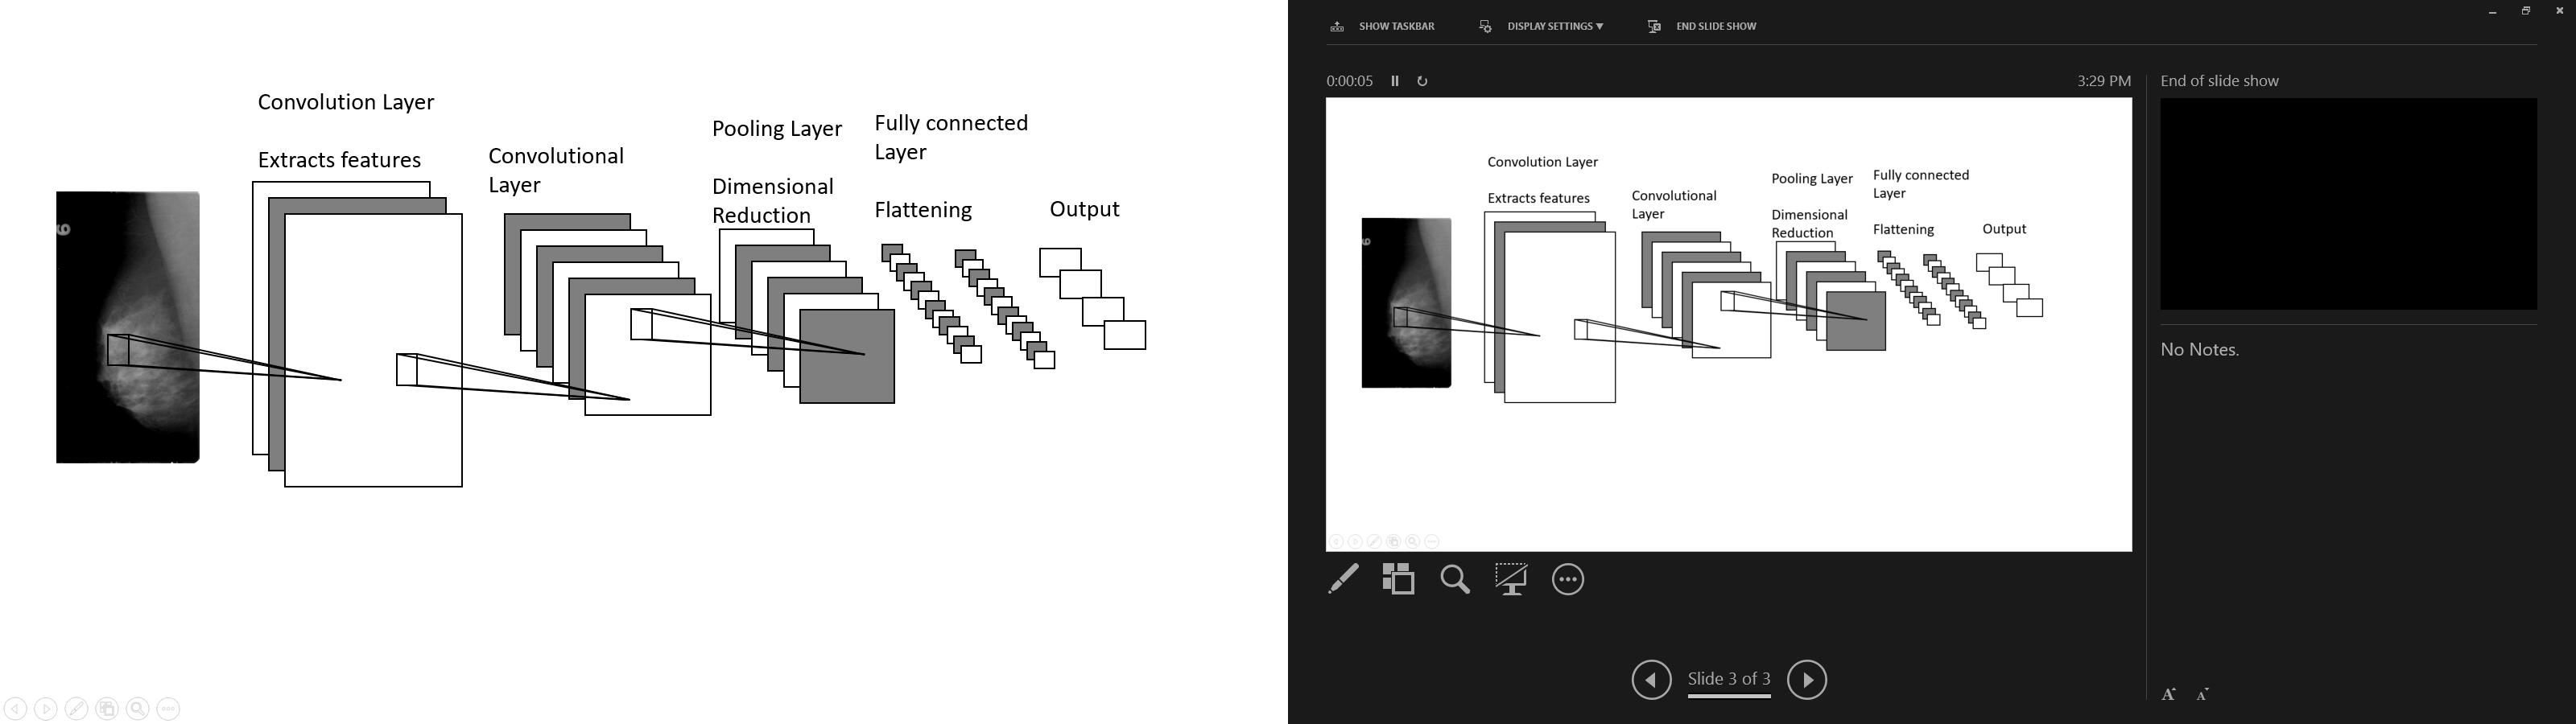 Convolution Layer
Extracts features
Convolutional
Layer
Pooling Layer
Dimensional
Reduction
Fully connected
Layer
Flattening
Output
SHOW TASKBAR
DISPLAY SETTINGS ▼
END SLIDE SHOW
0:00:05
3:29 PM
Convolution Layer
Extracts features
Convolutional
Layer
Pooling Layer
Dimensional
Reduction
Fully connected
Layer
Flattening
Output
Slide 3 of 3
End of slide show
No Notes.
A A